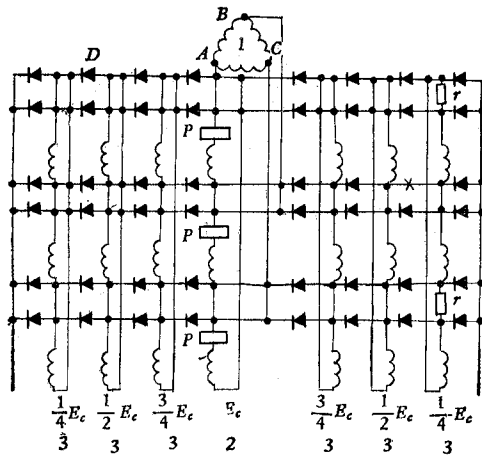 B
A 1 C
D
r
P
P
r
P
1/4 E_c 1/2 E_c 3/4 E_c E_c 3/4 E_c 1/2 E_c 1/4 E_c
3 3 3 2 3 3 3